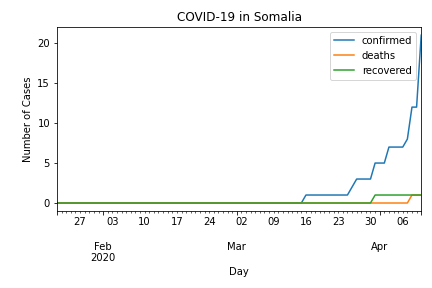 COVID-19 in Somalia
confirmed
deaths
recovered
Number of Cases
20
15
10
5
0
27 03 10 17 24 02 09 16 23 30 06
Feb Mar Apr
2020
Day